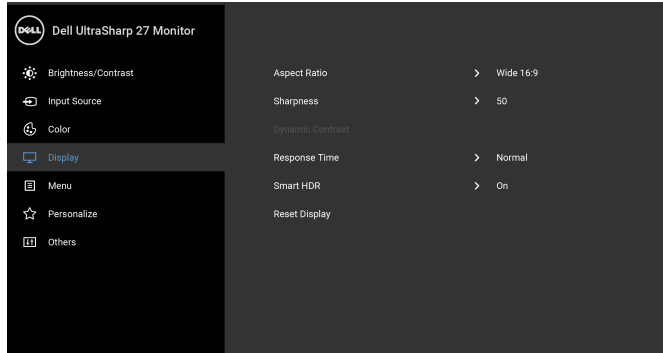 DELL Dell UltraSharp 27 Monitor
Brightness/Contrast
Input Source
Color
Display
Menu
Personalize
Others
Aspect Ratio > Wide 16:9
Sharpness > 50
Dynamic Contrast
Response Time > Normal
Smart HDR > On
Reset Display